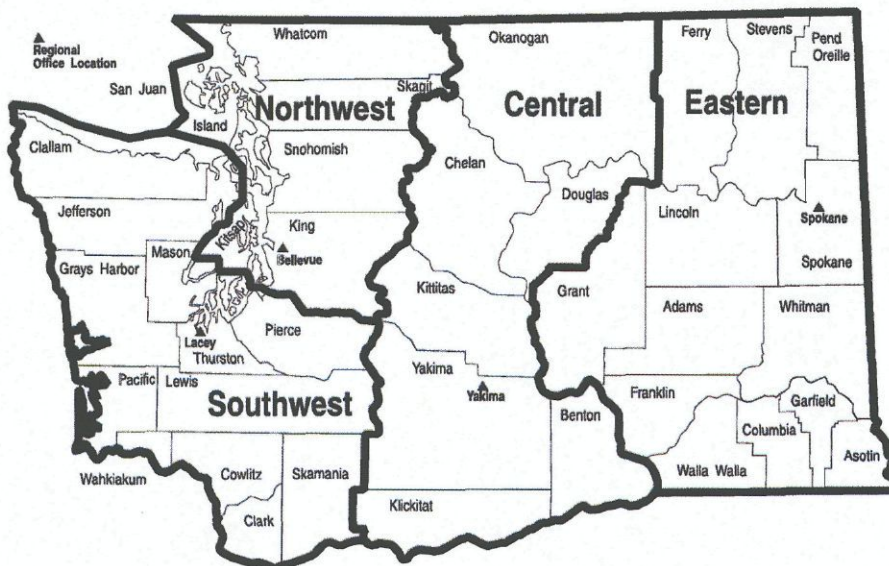 ▲
Regional
Office Location
San Juan
Whatcom
Skagit
Northwest
Island
Snohomish
Clallam
Jefferson
Kitsap
King
▲
Bellevue
Mason
Grays Harbor
▲
Lacey
Thurston
Pierce
Pacific
Lewis
Southwest
Wahkiakum
Cowlitz
Skamania
Clark
Okanogan
Central
Chelan
Douglas
Kittitas
Yakima
▲
Yakima
Benton
Klickitat
Ferry
Stevens
Pend
Oreille
Eastern
Lincoln
▲
Spokane
Spokane
Grant
Adams
Whitman
Franklin
Garfield
Columbia
Walla Walla
Asotin